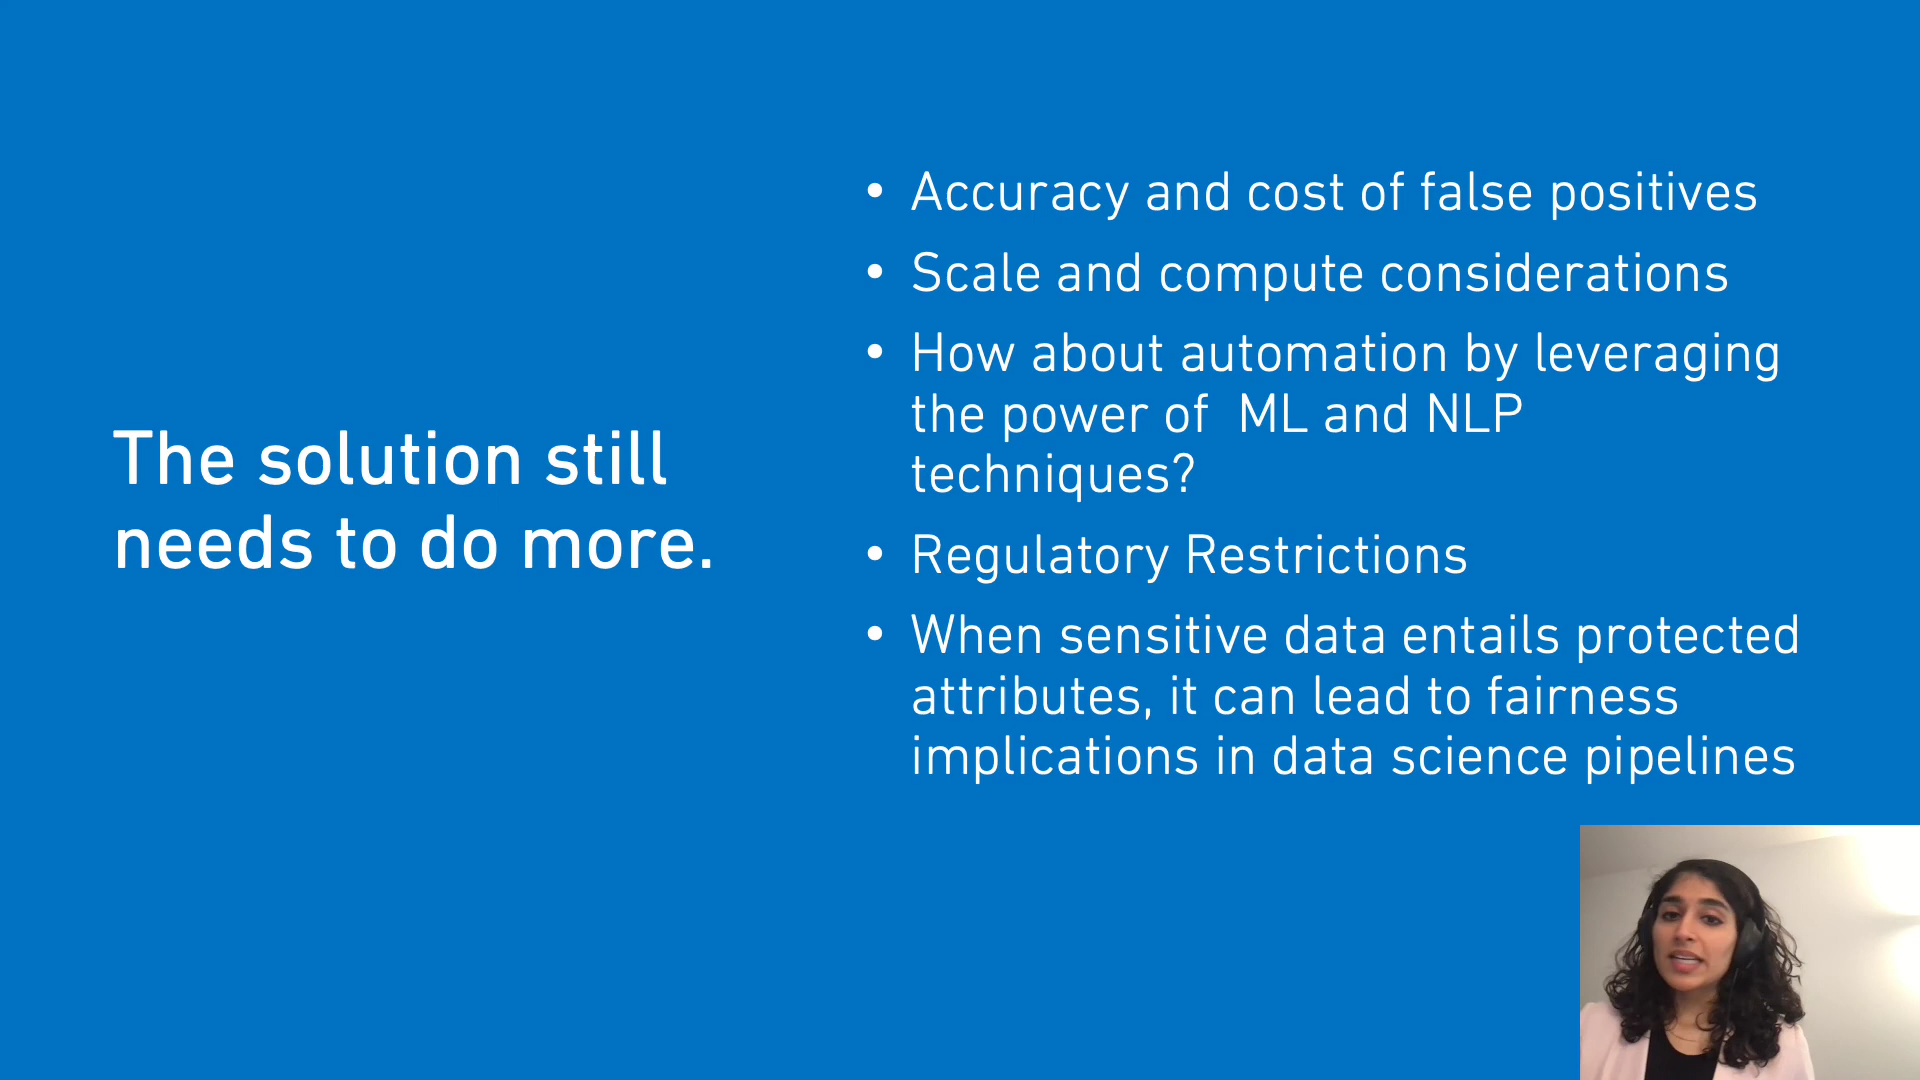 The solution still
needs to do more.
• Accuracy and cost of false positives
• Scale and compute considerations
• How about automation by leveraging
the power of  ML and NLP
techniques?
• Regulatory Restrictions
• When sensitive data entails protected
attributes, it can lead to fairness
implications in data science pipelines